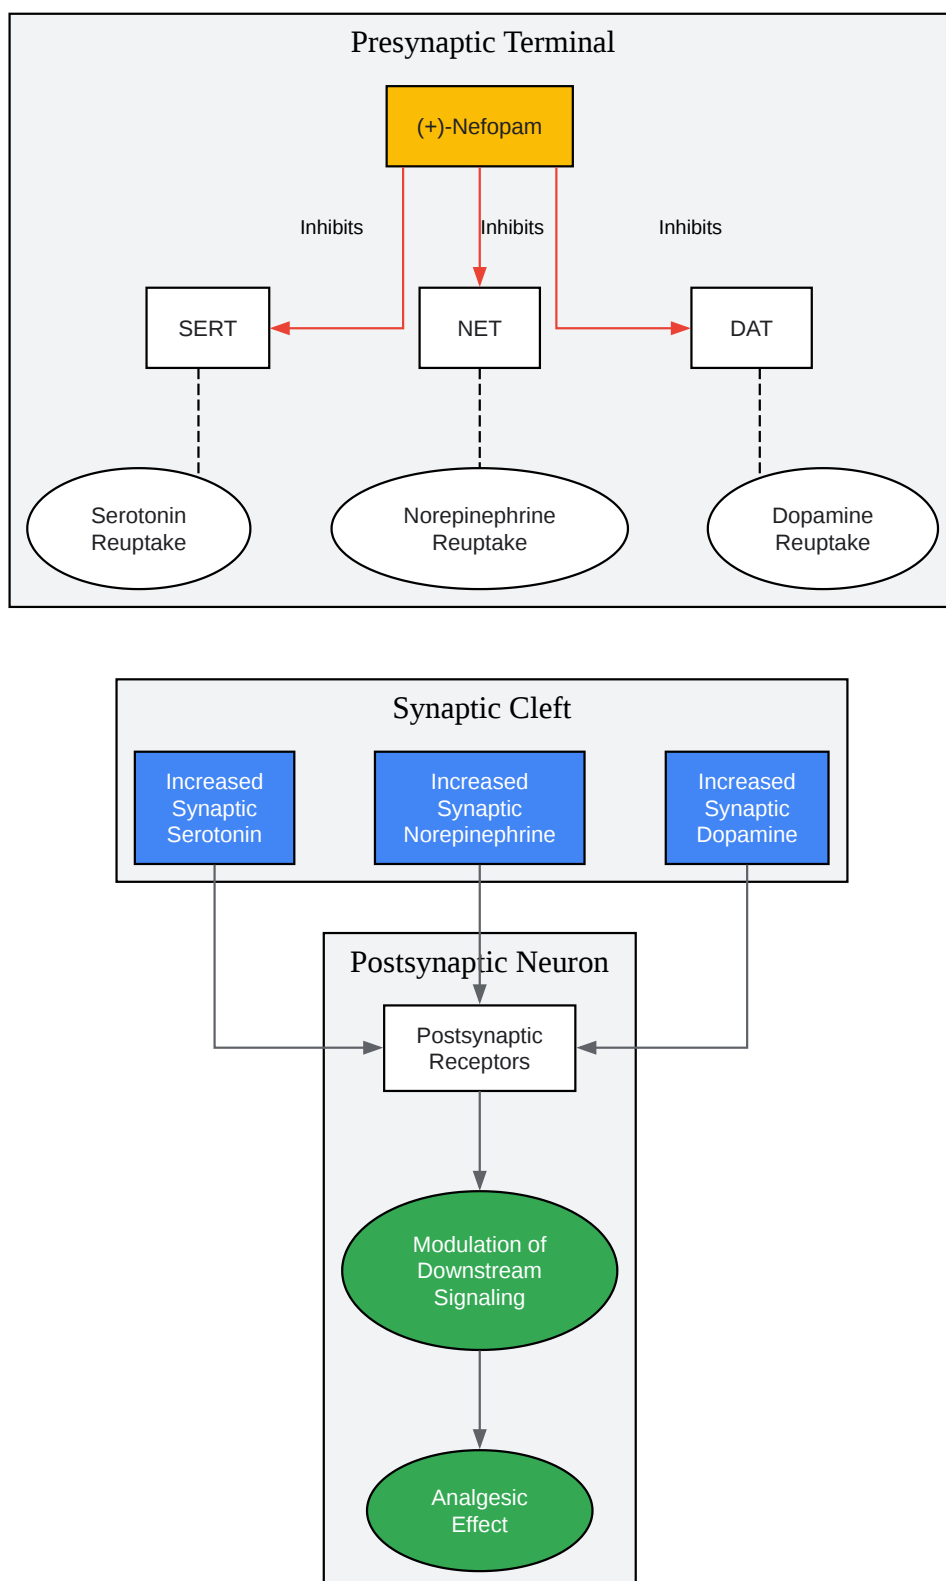 Presynaptic Terminal
(+)-Nefopam
Inhibits
Inhibits
Inhibits
SERT
NET
DAT
Serotonin
Reuptake
Norepinephrine
Reuptake
Dopamine
Reuptake
Synaptic Cleft
Increased
Synaptic
Serotonin
Increased
Synaptic
Norepinephrine
Increased
Synaptic
Dopamine
Postsynaptic Neuron
Postsynaptic
Receptors
Modulation of
Downstream
Signaling
Analgesic
Effect